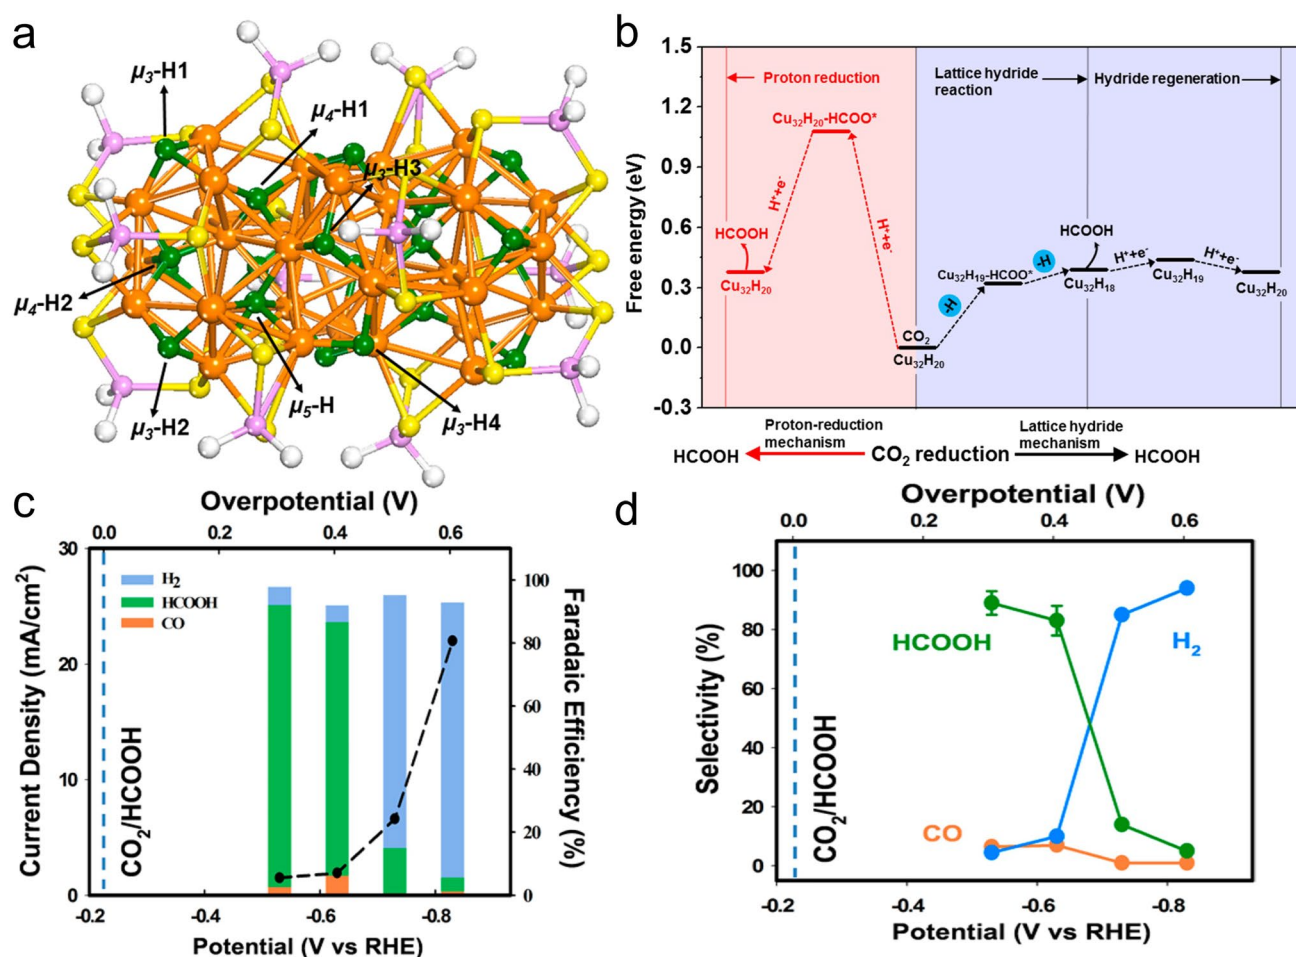 a
μ₃-H1
μ₄-H1
μ₃-H3
μ₄-H2
μ₃-H2
μ₅-H
μ₃-H4
b
1.5
1.2
0.9
0.6
0.3
0.0
-0.3
Free energy (eV)
Proton reduction
Lattice hydride
reaction
Hydride regeneration
Cu₃₂H₂₀-HCOO*
H⁺+e⁻
H⁺+e⁻
HCOOH
Cu₃₂H₂₀
CO₂
Cu₃₂H₂₀
-H
Cu₃₂H₁₉-HCOO*
-H
HCOOH
Cu₃₂H₁₈
H⁺+e⁻
Cu₃₂H₁₉
H⁺+e⁻
Cu₃₂H₂₀
Proton-reduction
mechanism
Lattice hydride
mechanism
HCOOH
CO₂ reduction
HCOOH
c
Overpotential (V)
0.0 0.2 0.4 0.6
30
20
10
0
Current Density (mA/cm²)
H₂
HCOOH
CO
CO₂/HCOOH
100
80
60
40
20
0
Faradaic Efficiency (%)
-0.2 -0.4 -0.6 -0.8
Potential (V vs RHE)
d
Overpotential (V)
0.0 0.2 0.4 0.6
100
80
60
40
20
0
Selectivity (%)
CO₂/HCOOH
HCOOH
H₂
CO
-0.2 -0.4 -0.6 -0.8
Potential (V vs RHE)